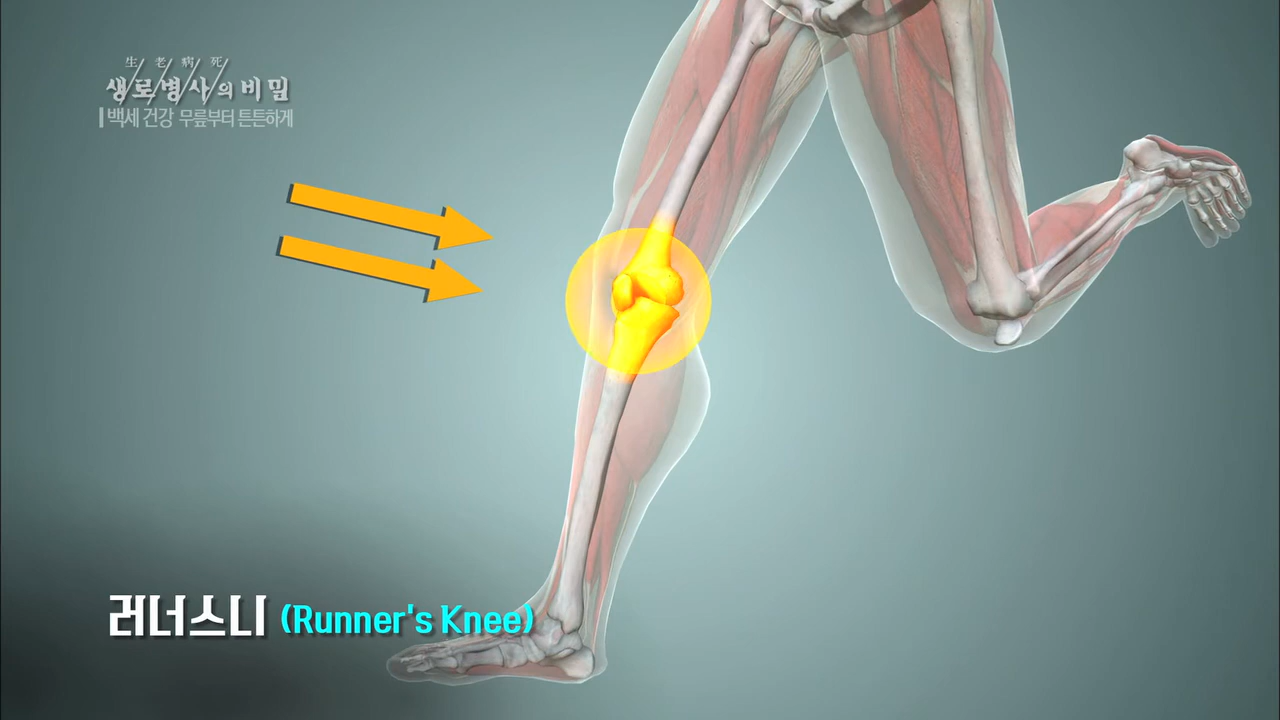 生老病死
생로병사의 비밀
백세 건강 무릎부터 튼튼하게
러너스니 (Runner's Knee)